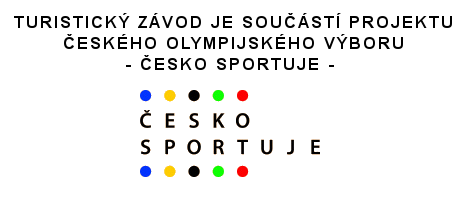 TURISTICKÝ ZÁVOD JE SOUČÁSTÍ PROJEKTU
ČESKÉHO OLYMPIJSKÉHO VÝBORU
- ČESKO SPORTUJE -
ČESKO
SPORTUJE